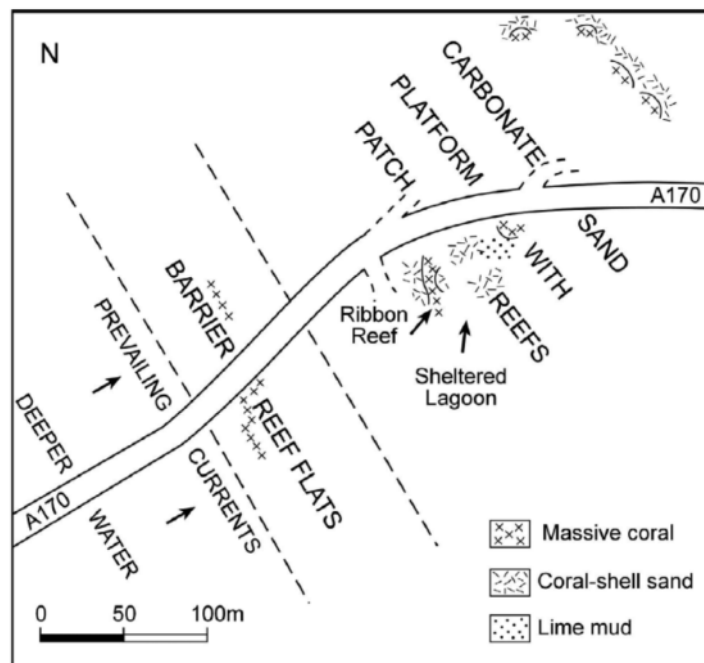 N
CARBONATE
PLATFORM
PATCH
A170
SAND
WITH
REEFS
BARRIER
PREVAILING
Ribbon
Reef
Sheltered
Lagoon
DEEPER
REEF FLATS
CURRENTS
A170
WATER
Massive coral
Coral-shell sand
Lime mud
0 50 100m